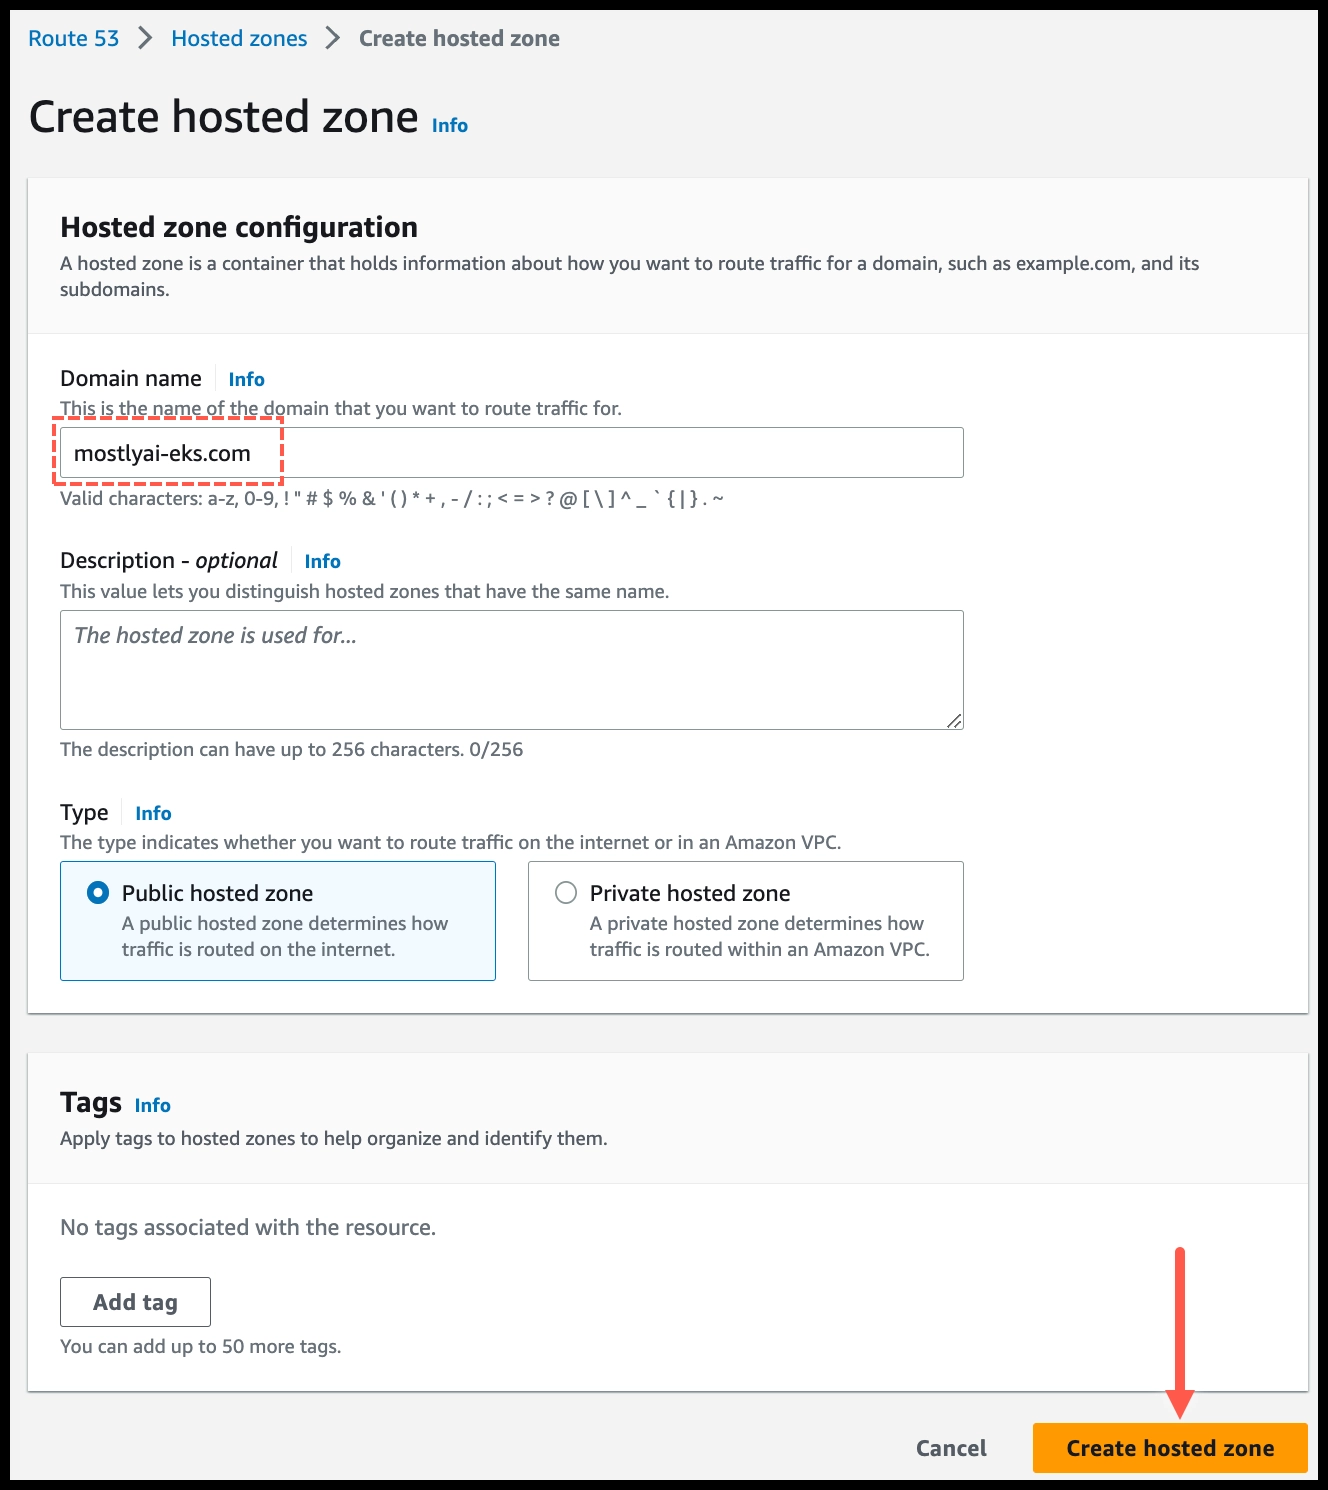 Route 53 > Hosted zones > Create hosted zone
Create hosted zone Info
Hosted zone configuration
A hosted zone is a container that holds information about how you want to route traffic for a domain, such as example.com, and its
subdomains.
Domain name Info
This is the name of the domain that you want to route traffic for.
mostlyai-eks.com
Valid characters: a-z, 0-9, ! " # $ % & ' ( ) * + , - / : ; < = > ? @ [ \ ] ^ _ ` { | } . ~
Description - optional Info
This value lets you distinguish hosted zones that have the same name.
The hosted zone is used for...
The description can have up to 256 characters. 0/256
Type Info
The type indicates whether you want to route traffic on the internet or in an Amazon VPC.
Public hosted zone
A public hosted zone determines how
traffic is routed on the internet.
Private hosted zone
A private hosted zone determines how
traffic is routed within an Amazon VPC.
Tags Info
Apply tags to hosted zones to help organize and identify them.
No tags associated with the resource.
Add tag
You can add up to 50 more tags.
Cancel
Create hosted zone